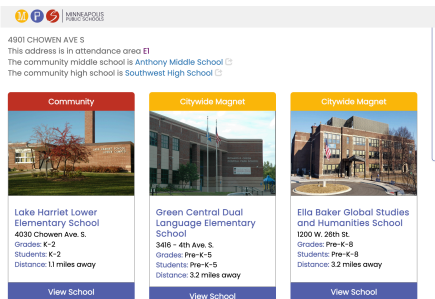 M P S MINNEAPOLIS
PUBLIC SCHOOLS
4901 CHOWEN AVE S
This address is in attendance area E1
The community middle school is Anthony Middle School
The community high school is Southwest High School
Community
Lake Harriet Lower
Elementary School
4030 Chowen Ave. S.
Grades: K-2
Students: K-2
Distance: 1.1 miles away
View School
Citywide Magnet
Green Central Dual
Language Elementary
School
3416 - 4th Ave. S.
Grades: Pre-K-5
Students: Pre-K-5
Distance: 3.2 miles away
View School
Citywide Magnet
Ella Baker Global Studies
and Humanities School
1200 W. 26th St.
Grades: Pre-K-8
Students: Pre-K-8
Distance: 3.2 miles away
View School